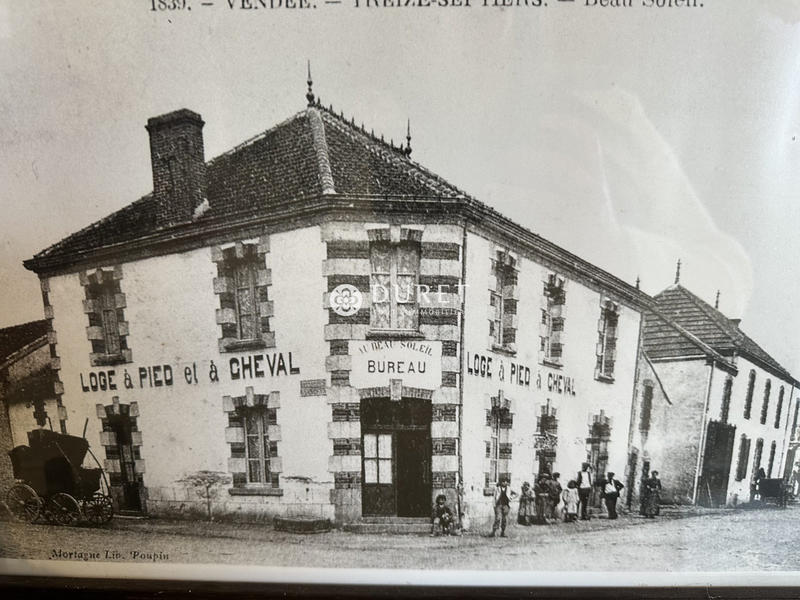 1839. — VENDÉE. — TREIZE-SEPTIERS. — Beau Soleil.
DURET
IMMOBILIER
AU BEAU SOLEIL
BUREAU
LOGE à PIED et à CHEVAL
LOGE à PIED à CHEVAL
Mortagne Lib. Poupin